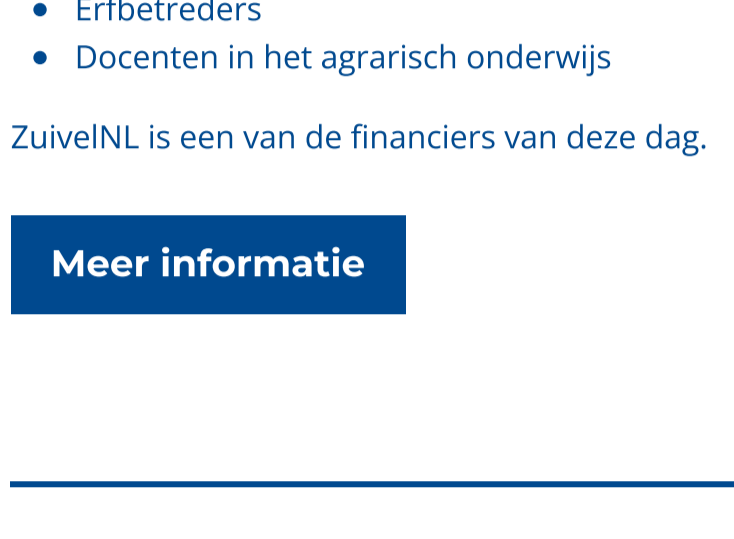 Erfbetreders
Docenten in het agrarisch onderwijs
ZuivelNL is een van de financiers van deze dag.
Meer informatie